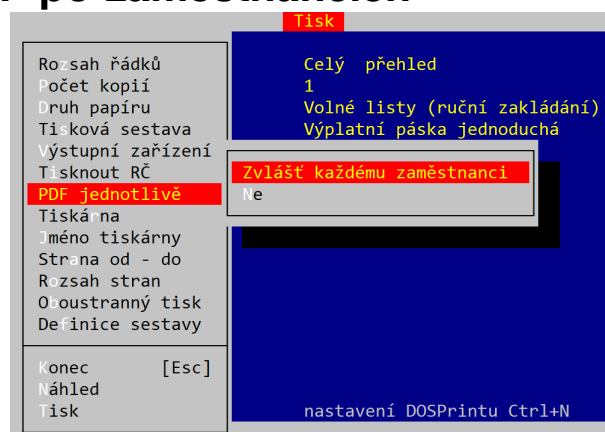 po zaměstnancích
Tisk
Rozsah řádků Celý přehled
Počet kopií 1
Druh papíru Volné listy (ruční zakládání)
Tisková sestava Výplatní páska jednoduchá
Výstupní zařízení
Tisknout RČ Zvlášť každému zaměstnanci
PDF jednotlivě Ne
Tiskárna
Jméno tiskárny
Strana od - do
Rozsah stran
Oboustranný tisk
Definice sestavy
Konec [Esc]
Náhled
Tisk nastavení DOSPrintu Ctrl+N